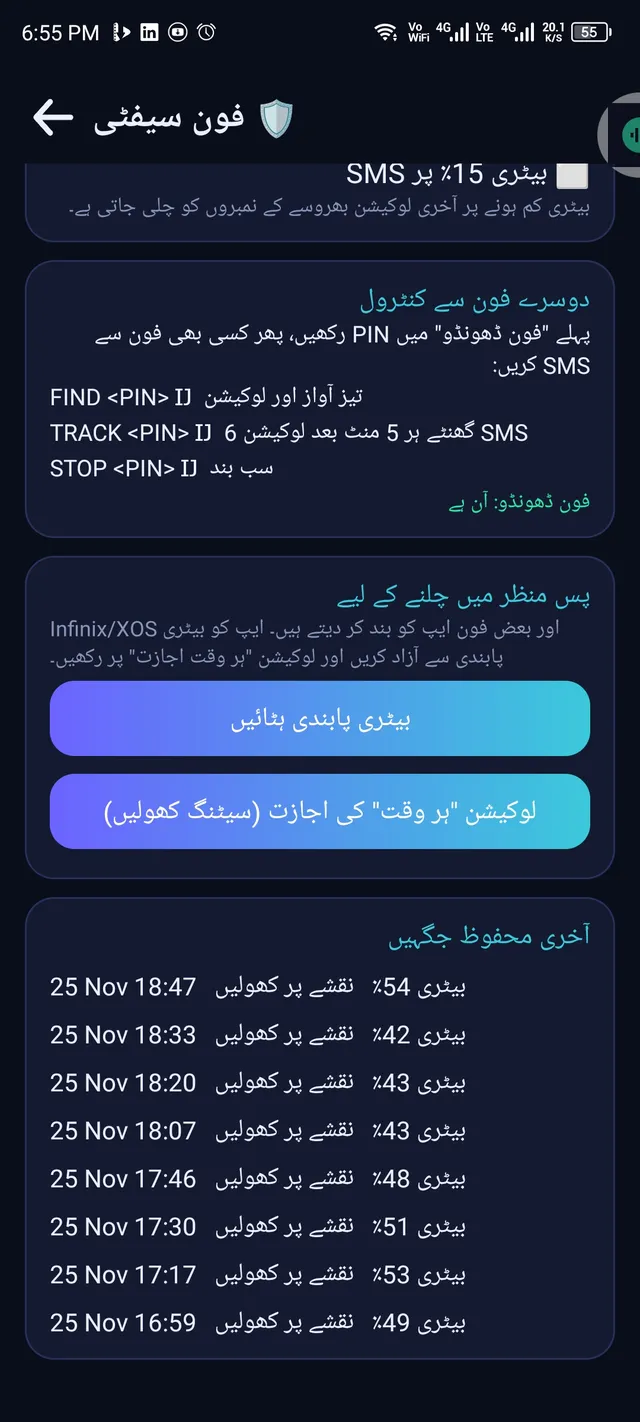 6:55 PM Vo WiFi 4G Vo LTE 4G 20.1 K/S 55
فون سیفٹی
بیٹری 15٪ پر SMS
بیٹری کم ہونے پر آخری لوکیشن بھروسے کے نمبروں کو چلی جاتی ہے۔
دوسرے فون سے کنٹرول
پہلے "فون ڈھونڈو" میں PIN رکھیں، پھر کسی بھی فون سے
SMS کریں:
FIND <PIN> تیز آواز اور لوکیشن
TRACK <PIN> 6 گھنٹے ہر 5 منٹ بعد لوکیشن SMS
STOP <PIN> سب بند
فون ڈھونڈو: آن ہے
پس منظر میں چلنے کے لیے
Infinix/XOS اور بعض فون ایپ کو بند کر دیتے ہیں۔ ایپ کو بیٹری
پابندی سے آزاد کریں اور لوکیشن "ہر وقت اجازت" پر رکھیں۔
بیٹری پابندی ہٹائیں
لوکیشن "ہر وقت" کی اجازت (سیٹنگ کھولیں)
آخری محفوظ جگہیں
25 Nov 18:47 نقشے پر کھولیں بیٹری 54٪
25 Nov 18:33 نقشے پر کھولیں بیٹری 42٪
25 Nov 18:20 نقشے پر کھولیں بیٹری 43٪
25 Nov 18:07 نقشے پر کھولیں بیٹری 43٪
25 Nov 17:46 نقشے پر کھولیں بیٹری 48٪
25 Nov 17:30 نقشے پر کھولیں بیٹری 51٪
25 Nov 17:17 نقشے پر کھولیں بیٹری 53٪
25 Nov 16:59 نقشے پر کھولیں بیٹری 49٪